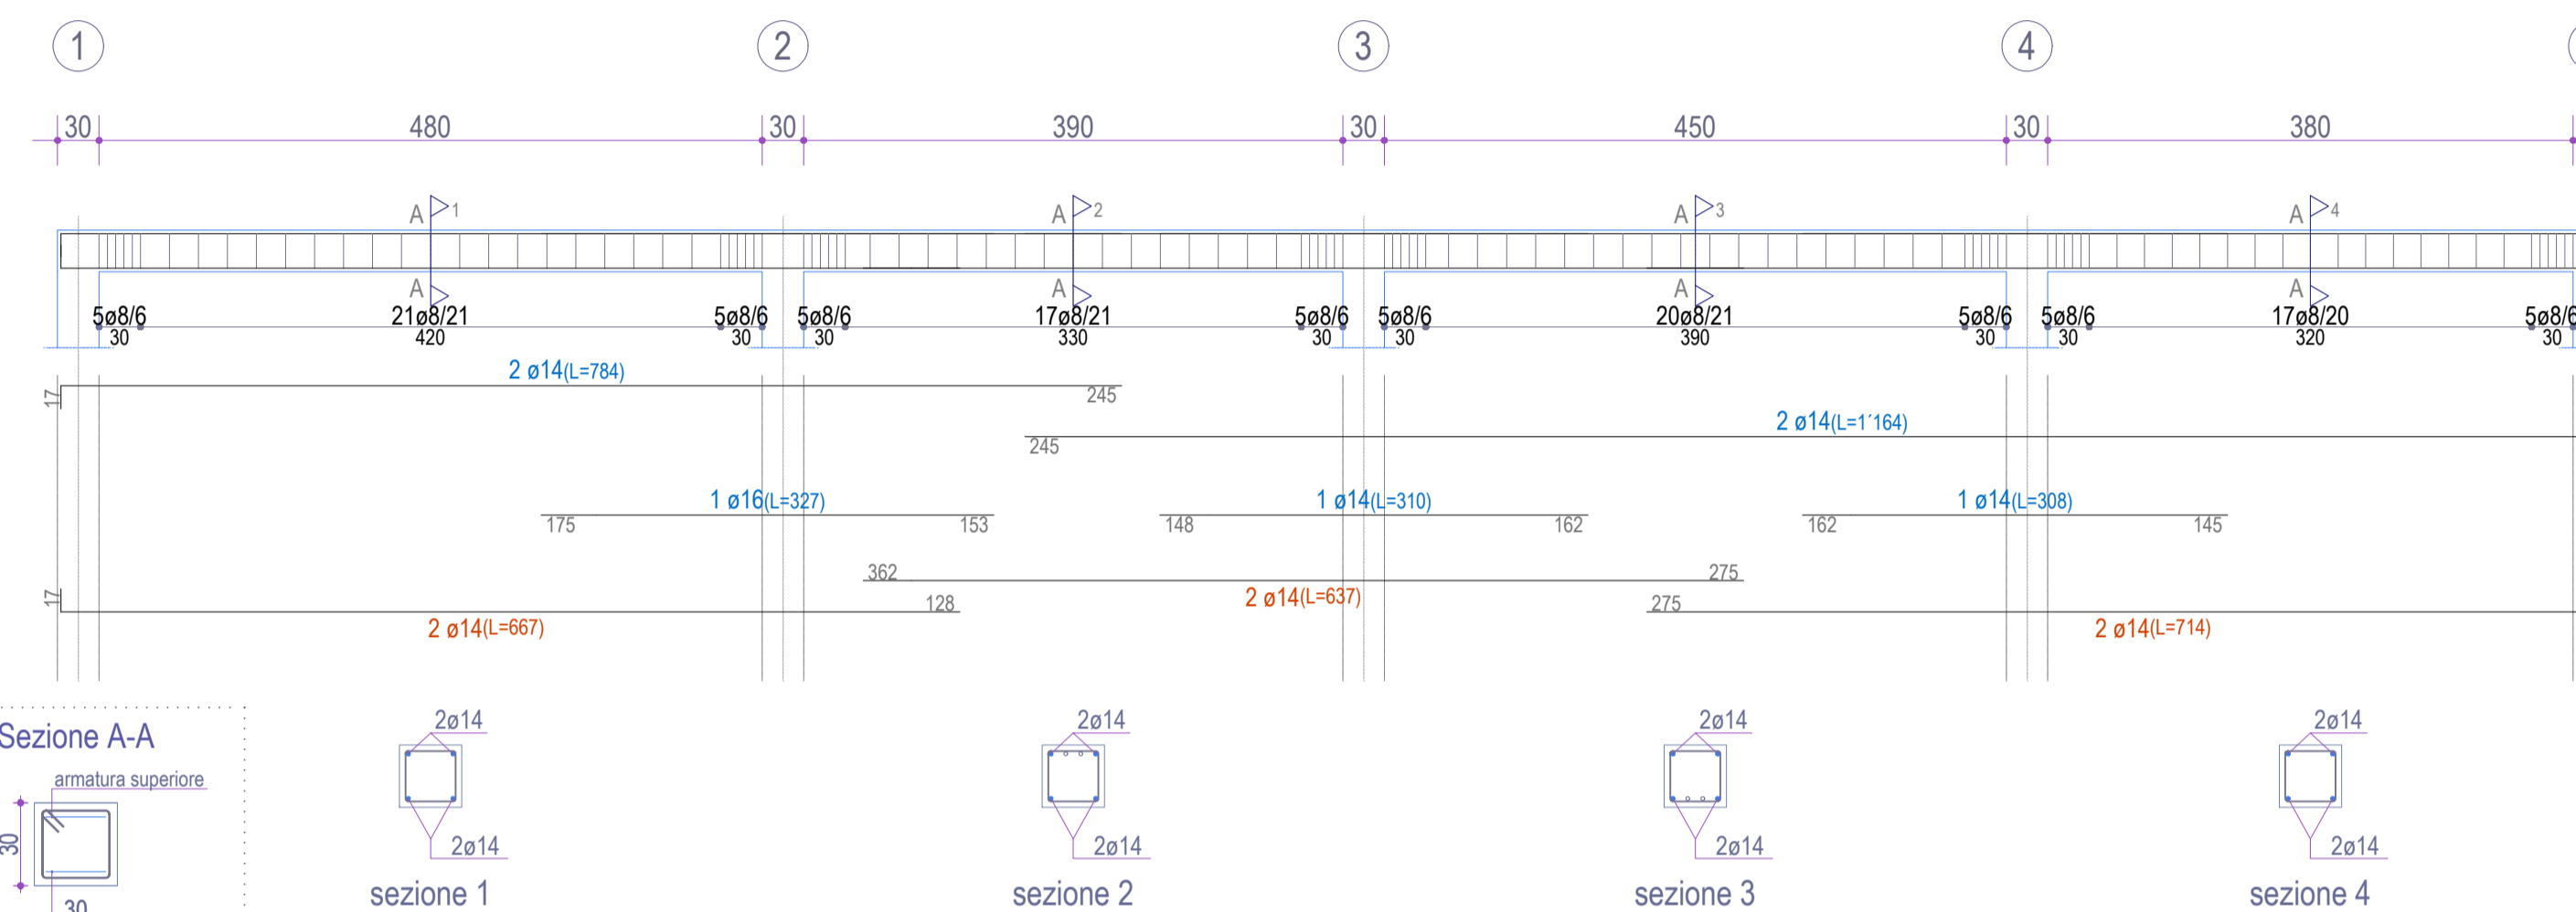 1 2 3 4
30 480 30 390 30 450 30 380
A 1 A 2 A 3 A 4
A A A A
5ø8/6 21ø8/21 5ø8/6 5ø8/6 17ø8/21 5ø8/6 5ø8/6 20ø8/21 5ø8/6 5ø8/6 17ø8/20 5ø8/6
30 420 30 30 330 30 30 390 30 30 320 30
2 ø14(L=784)
17 245
2 ø14(L=1´164)
245
1 ø16(L=327) 1 ø14(L=310) 1 ø14(L=308)
175 153 148 162 162 145
362 275
17 128 2 ø14(L=637) 275
2 ø14(L=667) 2 ø14(L=714)
2ø14 2ø14 2ø14 2ø14
Sezione A-A
armatura superiore
30
2ø14 2ø14 2ø14 2ø14
sezione 1 sezione 2 sezione 3 sezione 4
30